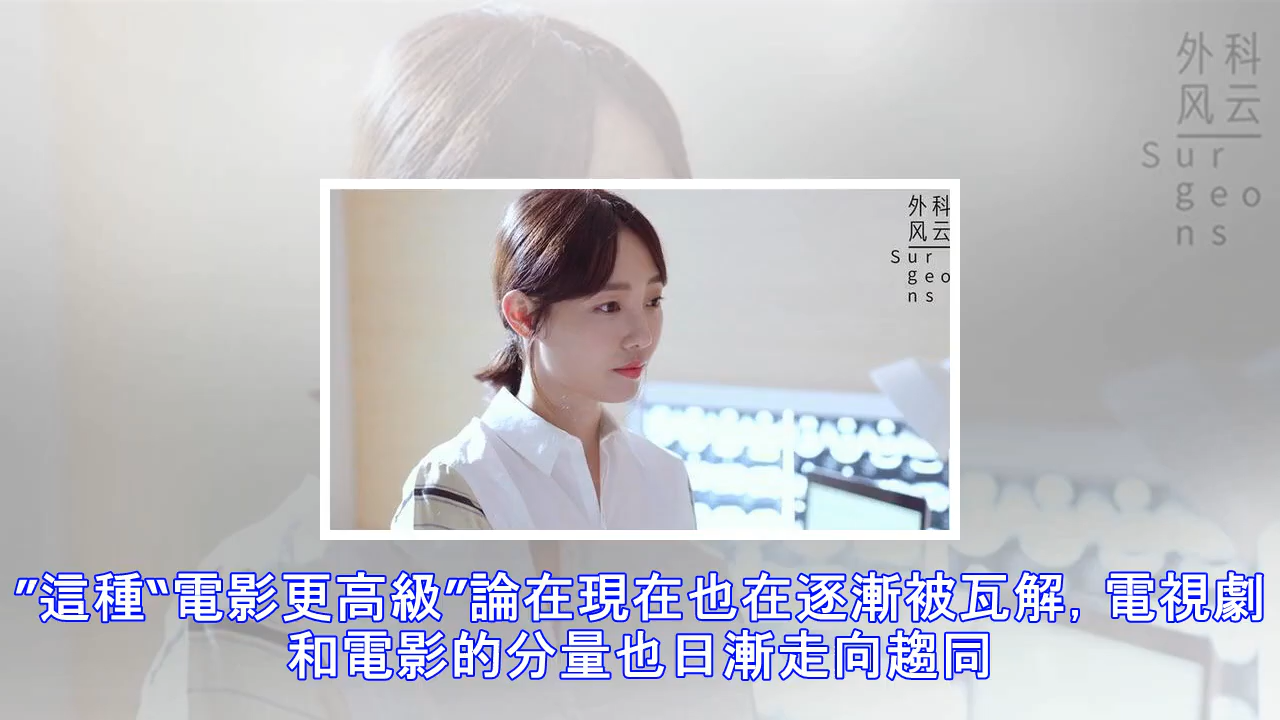 外科
风云
Sur
geo
ns
外科
风云
Sur
geo
ns
”這種“電影更高級”論在現在也在逐漸被瓦解, 電視劇
和電影的分量也日漸走向趨同